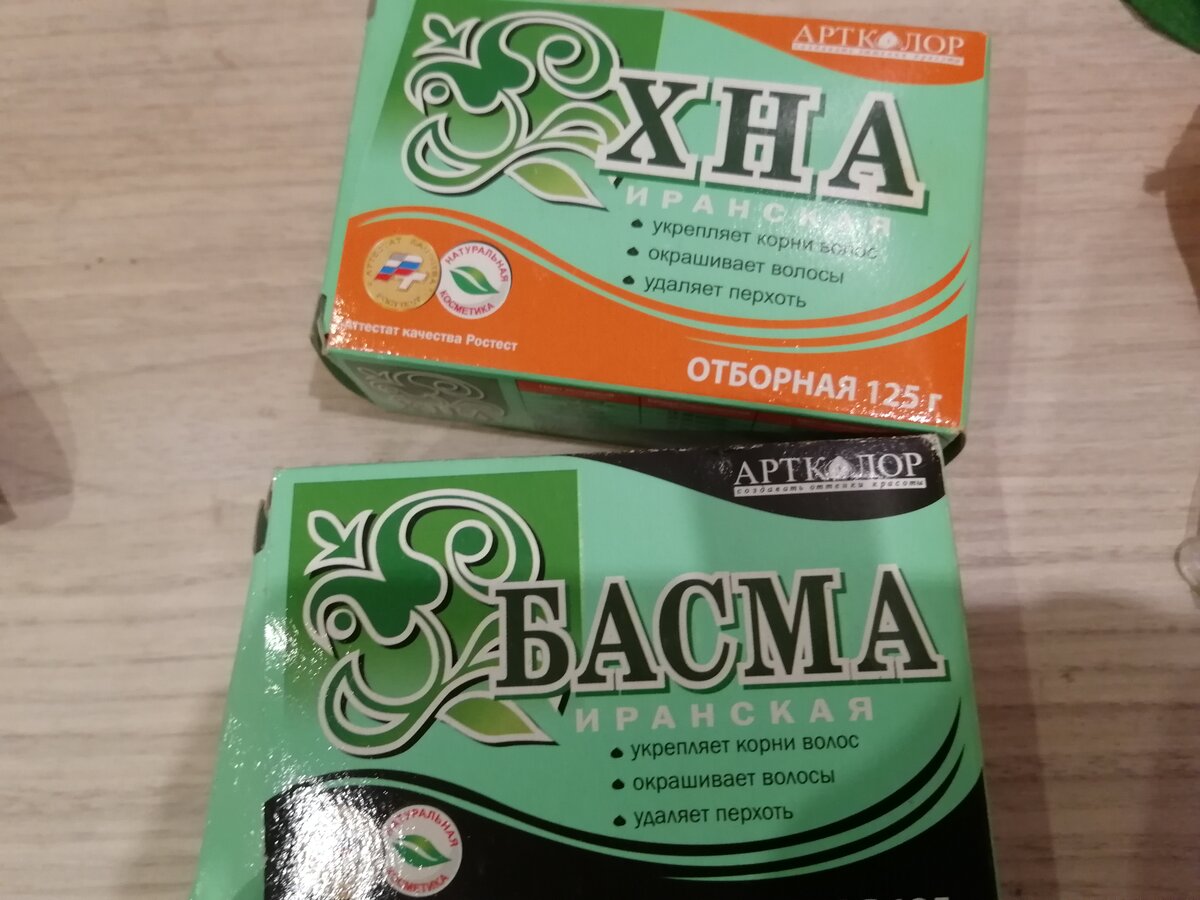 АРТКОЛОР
ХНА
ИРАНСКАЯ
укрепляет корни волос
окрашивает волосы
удаляет перхоть
НАТУРАЛЬНАЯ
КОСМЕТИКА
Аттестат качества Ростест
ОТБОРНАЯ 125 г
АРТКОЛОР
создавать оттенки красоты
БАСМА
ИРАНСКАЯ
укрепляет корни волос
окрашивает волосы
удаляет перхоть
НАТУРАЛЬНАЯ
КОСМЕТИКА